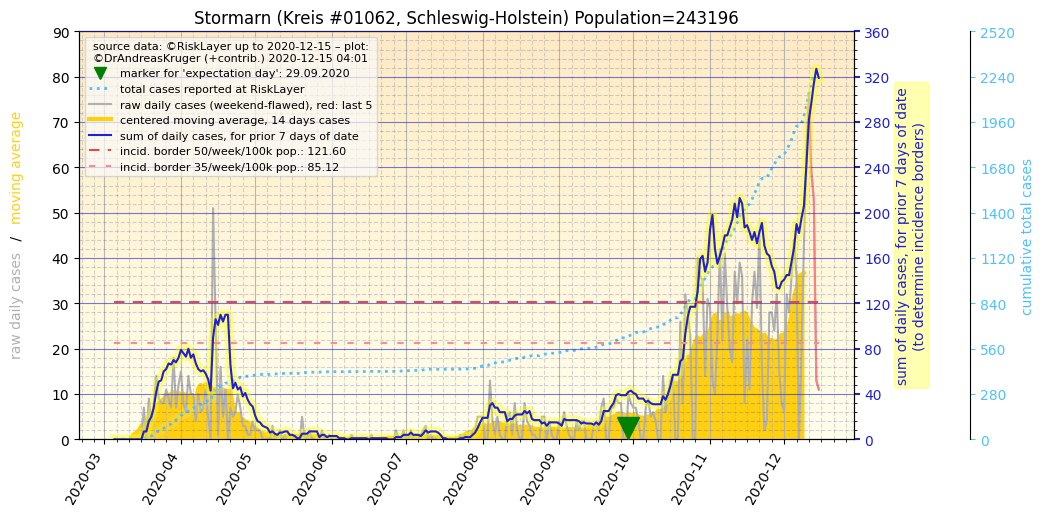 Stormarn (Kreis #01062, Schleswig-Holstein) Population=243196
source data: ©RiskLayer up to 2020-12-15 – plot:
©DrAndreasKruger (+contrib.) 2020-12-15 04:01
marker for 'expectation day': 29.09.2020
total cases reported at RiskLayer
raw daily cases (weekend-flawed), red: last 5
centered moving average, 14 days cases
sum of daily cases, for prior 7 days of date
incid. border 50/week/100k pop.: 121.60
incid. border 35/week/100k pop.: 85.12
raw daily cases / moving average
90
80
70
60
50
40
30
20
10
0
360
320
280
240
200
160
120
80
40
0
sum of daily cases, for prior 7 days of date
(to determine incidence borders)
2520
2240
1960
1680
1400
1120
840
560
280
0
cumulative total cases
2020-03
2020-04
2020-05
2020-06
2020-07
2020-08
2020-09
2020-10
2020-11
2020-12